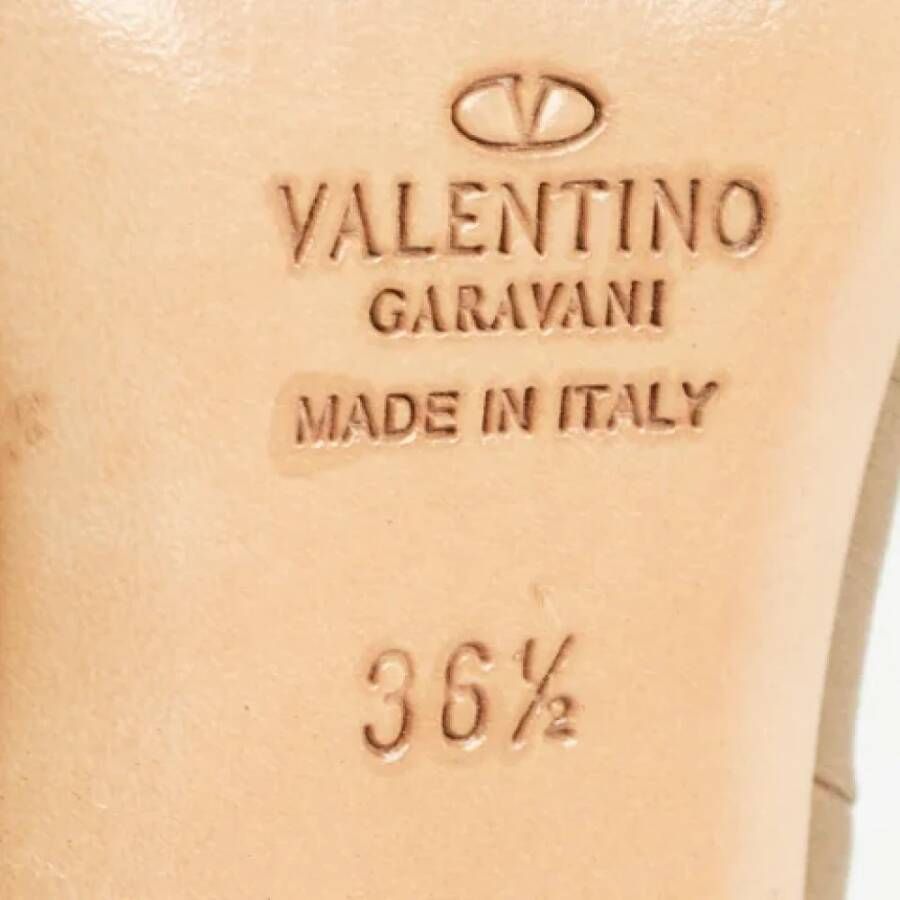 V
VALENTINO
GARAVANI
MADE IN ITALY
36½